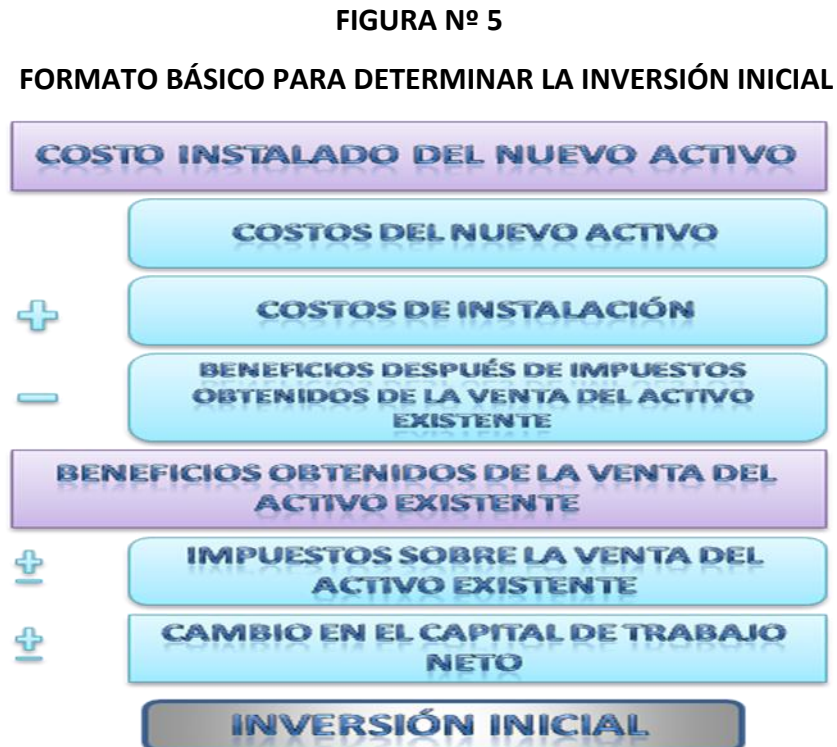 FIGURA Nº 5
FORMATO BÁSICO PARA DETERMINAR LA INVERSIÓN INICIAL
COSTO INSTALADO DEL NUEVO ACTIVO
COSTOS DEL NUEVO ACTIVO
+ COSTOS DE INSTALACIÓN
BENEFICIOS DESPUÉS DE IMPUESTOS
− OBTENIDOS DE LA VENTA DEL ACTIVO
EXISTENTE
BENEFICIOS OBTENIDOS DE LA VENTA DEL
ACTIVO EXISTENTE
± IMPUESTOS SOBRE LA VENTA DEL
ACTIVO EXISTENTE
± CAMBIO EN EL CAPITAL DE TRABAJO
NETO
INVERSIÓN INICIAL